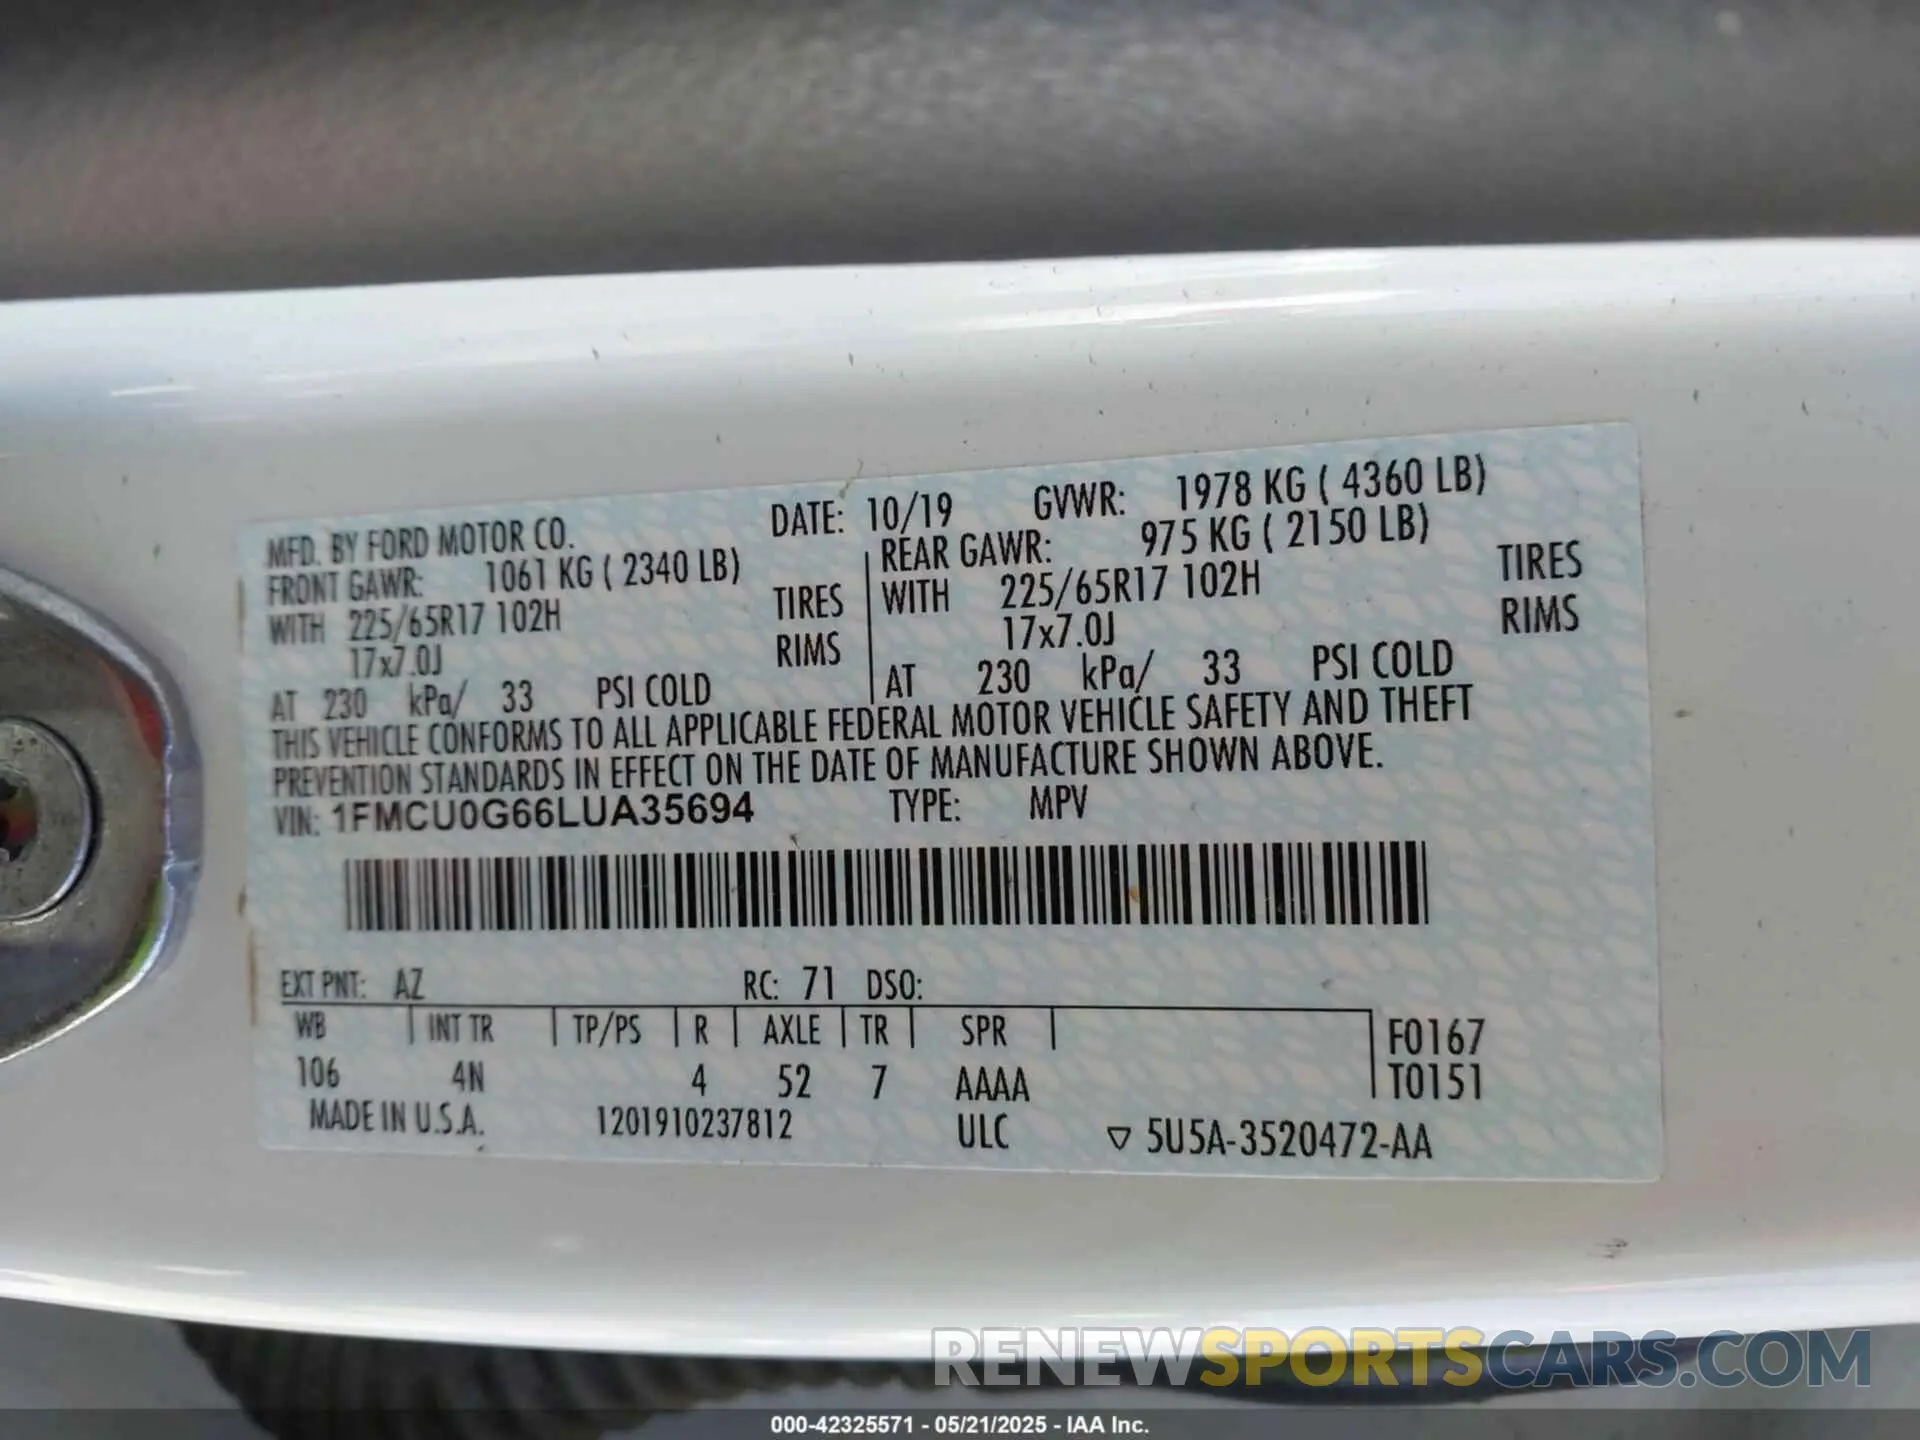 MFD. BY FORD MOTOR CO. DATE: 10/19 GVWR: 1978 KG ( 4360 LB)
FRONT GAWR: 1061 KG ( 2340 LB) REAR GAWR: 975 KG ( 2150 LB)
WITH 225/65R17 102H TIRES WITH 225/65R17 102H TIRES
17x7.0J RIMS 17x7.0J RIMS
AT 230 kPa/ 33 PSI COLD AT 230 kPa/ 33 PSI COLD
THIS VEHICLE CONFORMS TO ALL APPLICABLE FEDERAL MOTOR VEHICLE SAFETY AND THEFT
PREVENTION STANDARDS IN EFFECT ON THE DATE OF MANUFACTURE SHOWN ABOVE.
VIN: 1FMCU0G66LUA35694 TYPE: MPV
EXT PNT: AZ RC: 71 DSO:
WB INT TR TP/PS R AXLE TR SPR F0167
106 4N 4 52 7 AAAA T0151
MADE IN U.S.A. 1201910237812 ULC ▽ 5U5A-3520472-AA
RENEWSPORTSCARS.COM
000-42325571 - 05/21/2025 - IAA Inc.